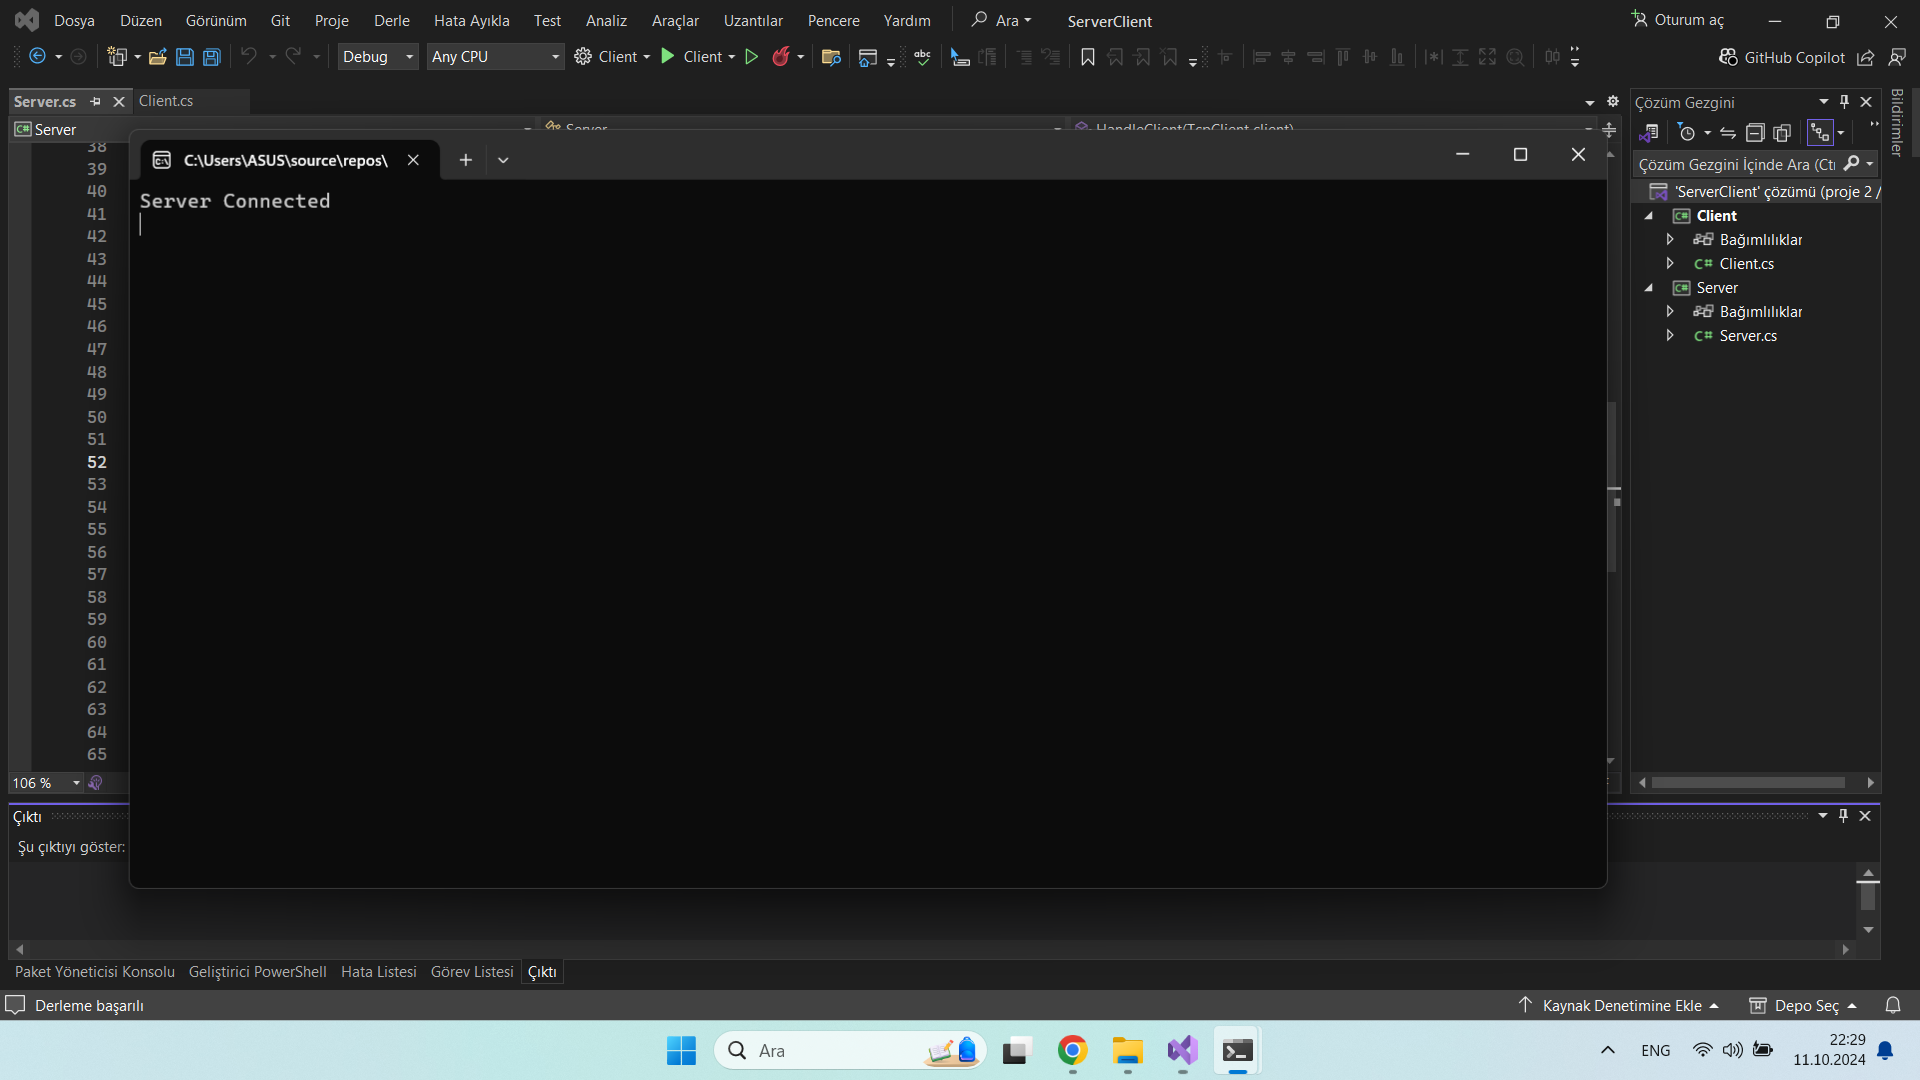 Dosya Düzen Görünüm Git Proje Derle Hata Ayıkla Test Analiz Araçlar Uzantılar Pencere Yardım Ara ServerClient Oturum aç
Debug Any CPU Client Client abc GitHub Copilot
Server.cs Client.cs
Server Server HandleClient(TcpClient client)
C:\Users\ASUS\source\repos\
Server Connected
38
39
40
41
42
43
44
45
46
47
48
49
50
51
52
53
54
55
56
57
58
59
60
61
62
63
64
65
106 %
Çözüm Gezgini
Çözüm Gezgini İçinde Ara (Ctı
'ServerClient' çözümü (proje 2 /
C# Client
Bağımlılıklar
C# Client.cs
C# Server
Bağımlılıklar
C# Server.cs
Bildirimler
Çıktı
Şu çıktıyı göster:
Paket Yöneticisi Konsolu Geliştirici PowerShell Hata Listesi Görev Listesi Çıktı
Derleme başarılı Kaynak Denetimine Ekle Depo Seç
Ara ENG 22:29
11.10.2024